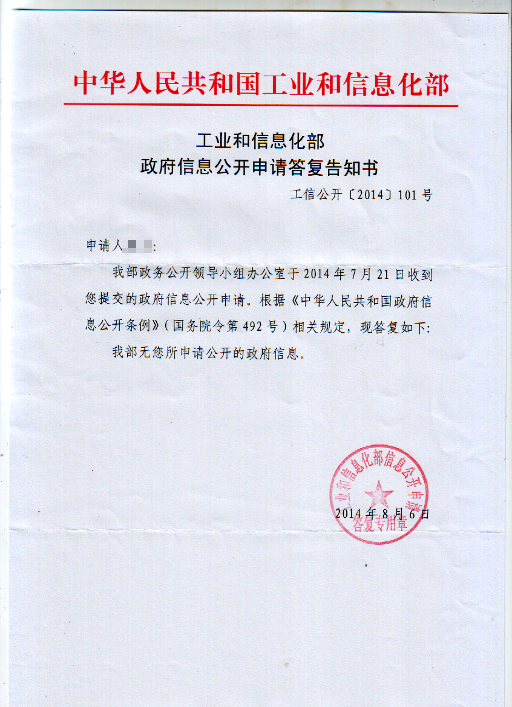 中华人民共和国工业和信息化部
工业和信息化部
政府信息公开申请答复告知书
工信公开〔2014〕101号
申请人 :
我部政务公开领导小组办公室于2014年7月21日收到
您提交的政府信息公开申请。根据《中华人民共和国政府信
息公开条例》(国务院令第492号)相关规定，现答复如下:
我部无您所申请公开的政府信息。
工业和信息化部信息公开申请
2014年8月6日
答复专用章